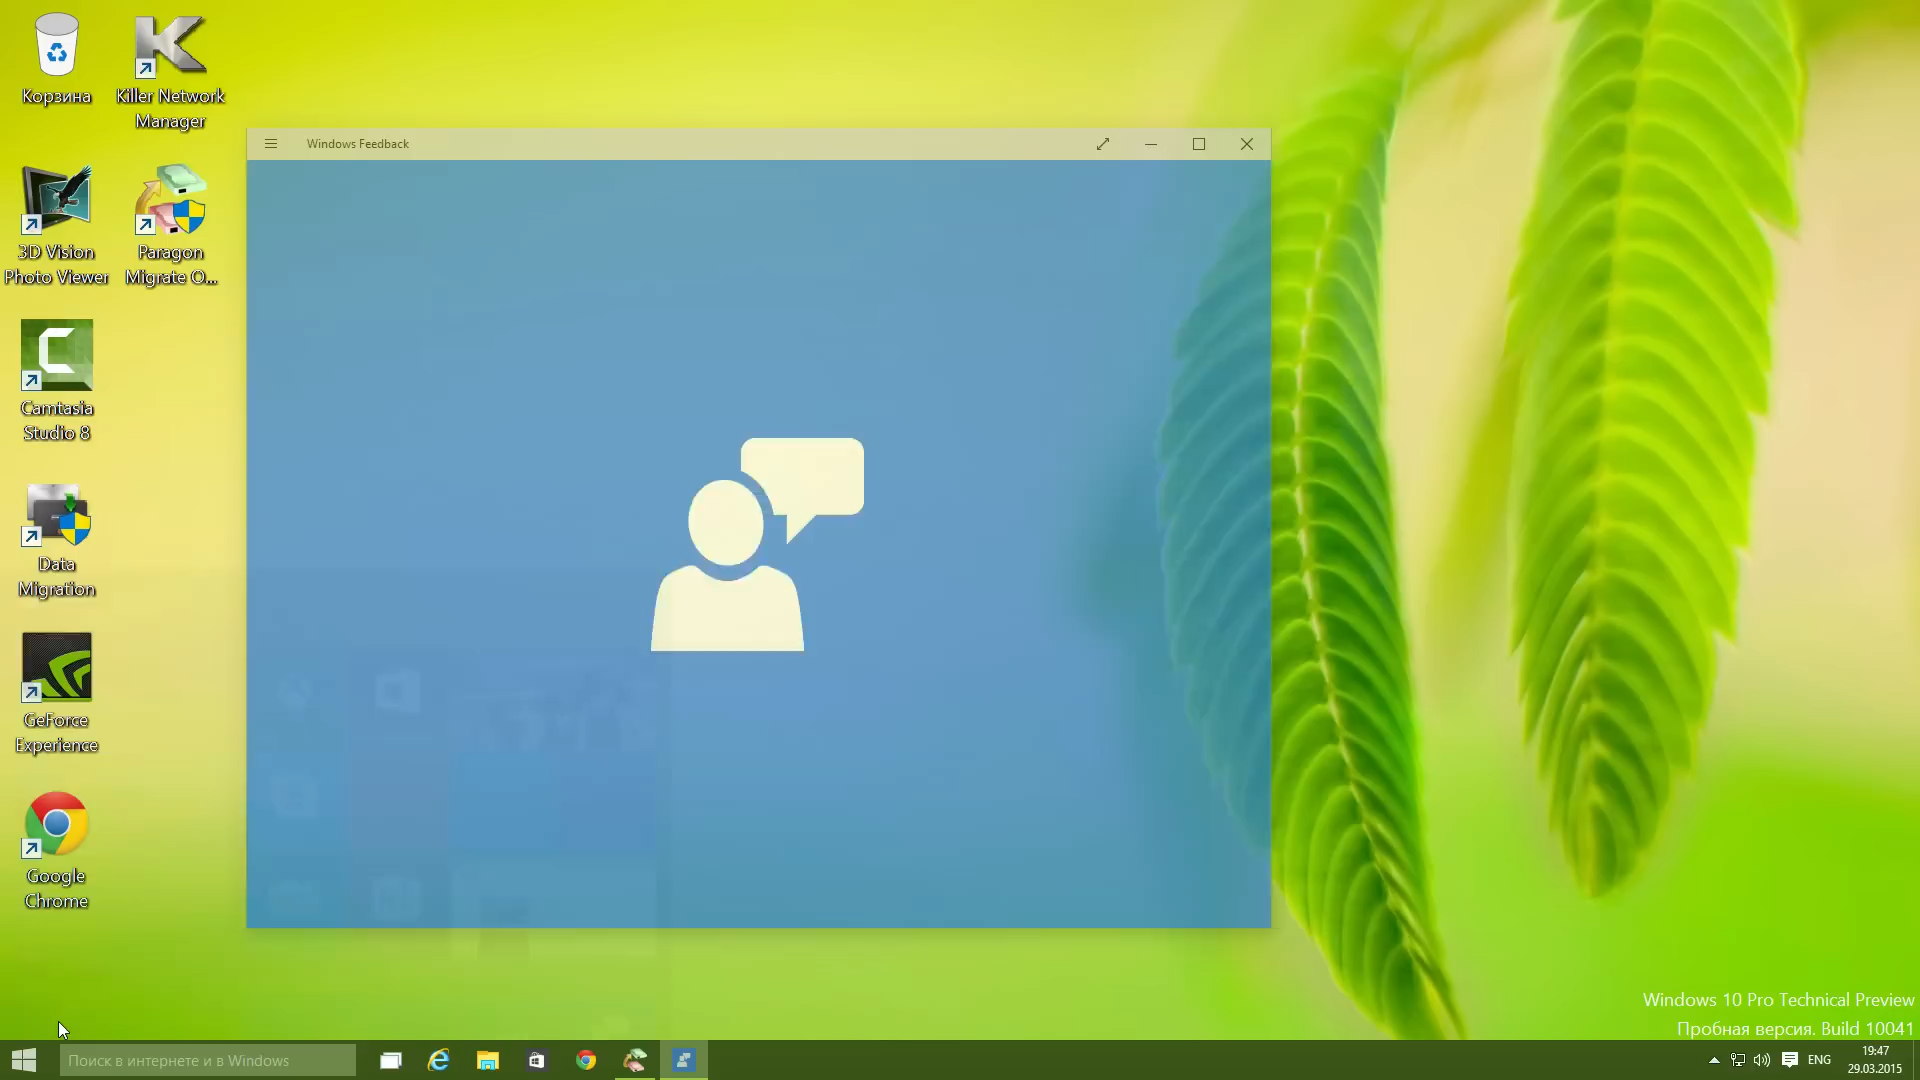 Корзина
Killer Network
Manager
3D Vision
Photo Viewer
Paragon
Migrate O...
Camtasia
Studio 8
Data
Migration
GeForce
Experience
Google
Chrome
Windows Feedback
Windows 10 Pro Technical Preview
Пробная версия. Build 10041
Поиск в интернете и в Windows
ENG
19:47
29.03.2015